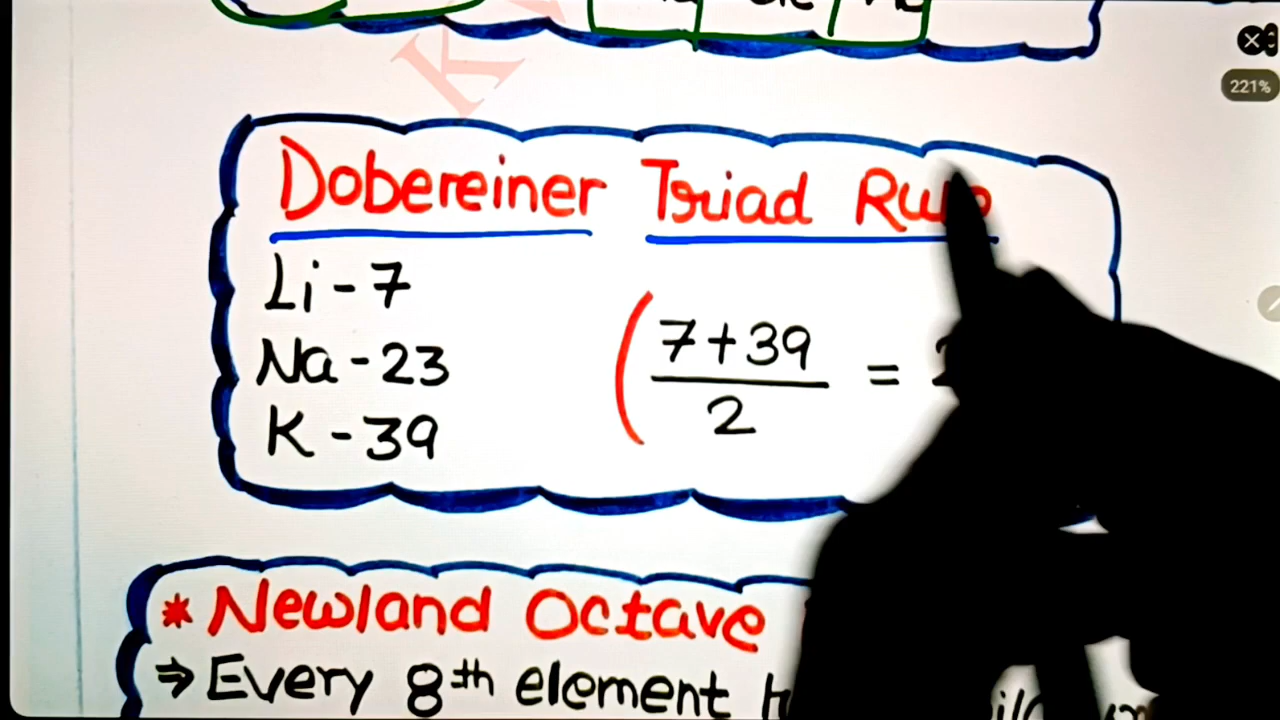 Dobereiner Triad Rule
Li - 7
Na - 23
K - 39
( 7+39 / 2 =
* Newland Octave
⇒ Every 8th element
221%
K